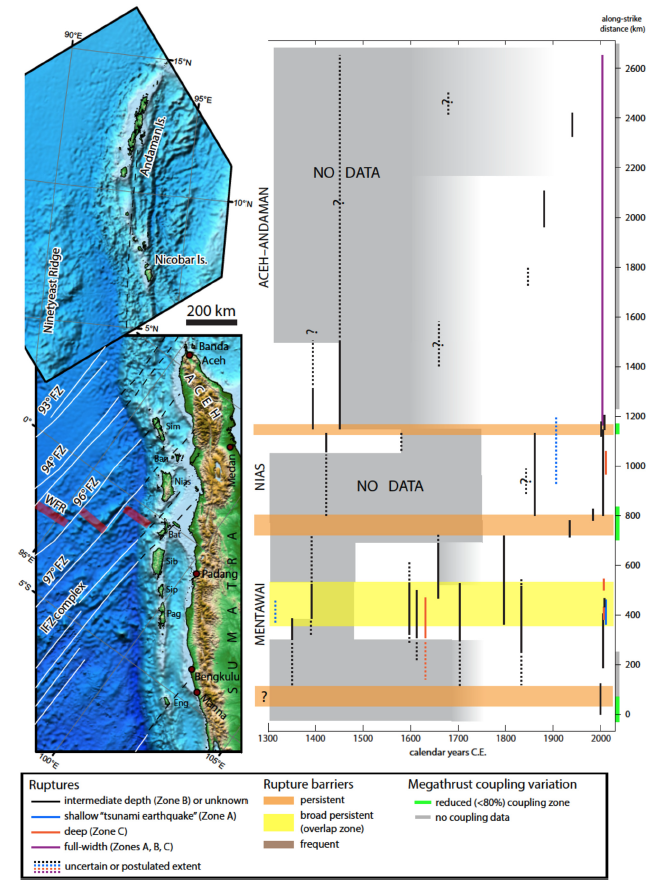 along-strike
distance (km)
90°E
15°N
95°E
10°N
5°N
Andaman Is.
Nicobar Is.
Ninetyeast Ridge
200 km
Banda
Aceh
ACEH
Sim
Ban
Nias
Medan
Bat
Sib
Padang
Sip
Pag
SUMATRA
Bengkulu
Manna
Eng
93° FZ
94° FZ
96° FZ
WFR
97° FZ
IFZ complex
0°
95°E
5°S
100°E
105°E
ACEH–ANDAMAN
NIAS
MENTAWAI
NO DATA
NO DATA
?
?
?
?
?
?
2600
2400
2200
2000
1800
1600
1400
1200
1000
800
600
400
200
0
1300 1400 1500 1600 1700 1800 1900 2000
calendar years C.E.
Ruptures
intermediate depth (Zone B) or unknown
shallow "tsunami earthquake" (Zone A)
deep (Zone C)
full-width (Zones A, B, C)
uncertain or postulated extent
Rupture barriers
persistent
broad persistent
(overlap zone)
frequent
Megathrust coupling variation
reduced (<80%) coupling zone
no coupling data